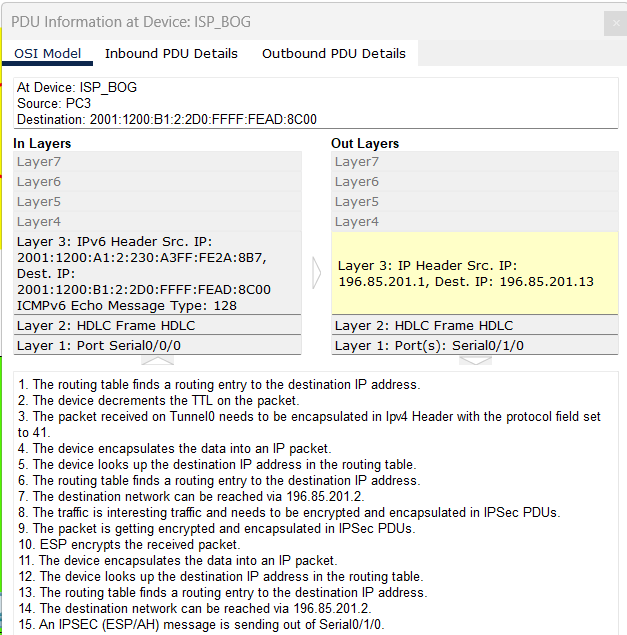 PDU Information at Device: ISP_BOG
OSI Model Inbound PDU Details Outbound PDU Details
At Device: ISP_BOG
Source: PC3
Destination: 2001:1200:B1:2:2D0:FFFF:FEAD:8C00
In Layers
Layer7
Layer6
Layer5
Layer4
Layer 3: IPv6 Header Src. IP:
2001:1200:A1:2:230:A3FF:FE2A:8B7,
Dest. IP:
2001:1200:B1:2:2D0:FFFF:FEAD:8C00
ICMPv6 Echo Message Type: 128
Layer 2: HDLC Frame HDLC
Layer 1: Port Serial0/0/0
Out Layers
Layer7
Layer6
Layer5
Layer4
Layer 3: IP Header Src. IP:
196.85.201.1, Dest. IP: 196.85.201.13
Layer 2: HDLC Frame HDLC
Layer 1: Port(s): Serial0/1/0
1. The routing table finds a routing entry to the destination IP address.
2. The device decrements the TTL on the packet.
3. The packet received on Tunnel0 needs to be encapsulated in Ipv4 Header with the protocol field set
to 41.
4. The device encapsulates the data into an IP packet.
5. The device looks up the destination IP address in the routing table.
6. The routing table finds a routing entry to the destination IP address.
7. The destination network can be reached via 196.85.201.2.
8. The traffic is interesting traffic and needs to be encrypted and encapsulated in IPSec PDUs.
9. The packet is getting encrypted and encapsulated in IPSec PDUs.
10. ESP encrypts the received packet.
11. The device encapsulates the data into an IP packet.
12. The device looks up the destination IP address in the routing table.
13. The routing table finds a routing entry to the destination IP address.
14. The destination network can be reached via 196.85.201.2.
15. An IPSEC (ESP/AH) message is sending out of Serial0/1/0.